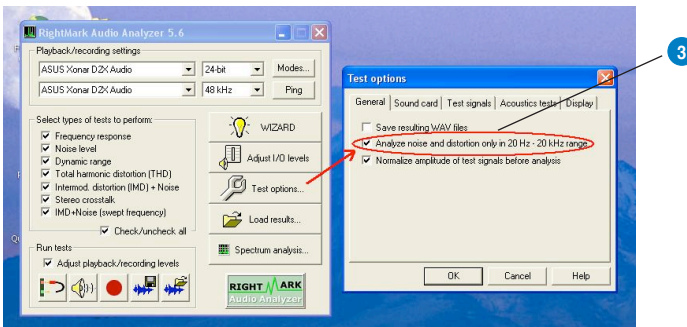 RightMark Audio Analyzer 5.6
Playback/recording settings
ASUS Xonar D2X Audio
24-bit
Modes...
ASUS Xonar D2X Audio
48 kHz
Ping
Select types of tests to perform:
Frequency response
Noise level
Dynamic range
Total harmonic distortion (THD)
Intermod. distortion (IMD) + Noise
Stereo crosstalk
IMD+Noise (swept frequency)
Check/uncheck all
WIZARD
Adjust I/O levels
Test options...
Load results...
Spectrum analysis...
Run tests
Adjust playback/recording levels
RIGHT MARK
Audio Analyzer
Test options
General
Sound card
Test signals
Acoustics tests
Display
Save resulting WAV files
Analyze noise and distortion only in 20 Hz - 20 kHz range
Normalize amplitude of test signals before analysis
OK
Cancel
Help
3